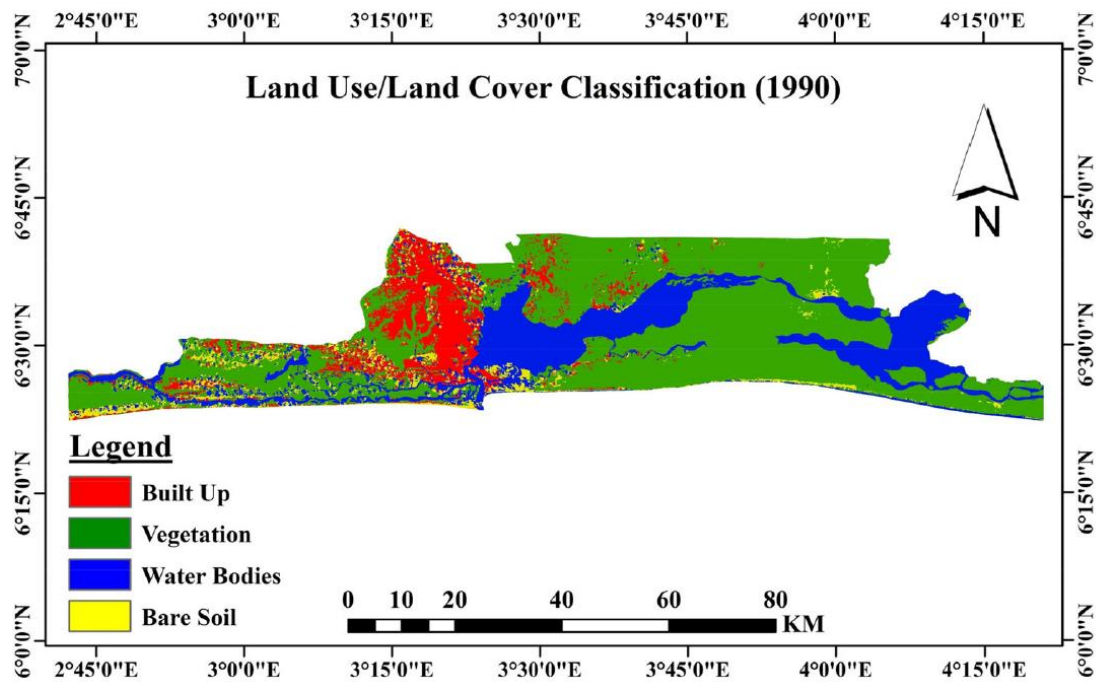 2°45'0"E 3°0'0"E 3°15'0"E 3°30'0"E 3°45'0"E 4°0'0"E 4°15'0"E
7°0'0"N 7°0'0"N
Land Use/Land Cover Classification (1990)
6°45'0"N 6°45'0"N
N
6°30'0"N 6°30'0"N
Legend
Built Up
6°15'0"N 6°15'0"N
Vegetation
Water Bodies
0 10 20 40 60 80
KM
Bare Soil
6°0'0"N 6°0'0"N
2°45'0"E 3°0'0"E 3°15'0"E 3°30'0"E 3°45'0"E 4°0'0"E 4°15'0"E